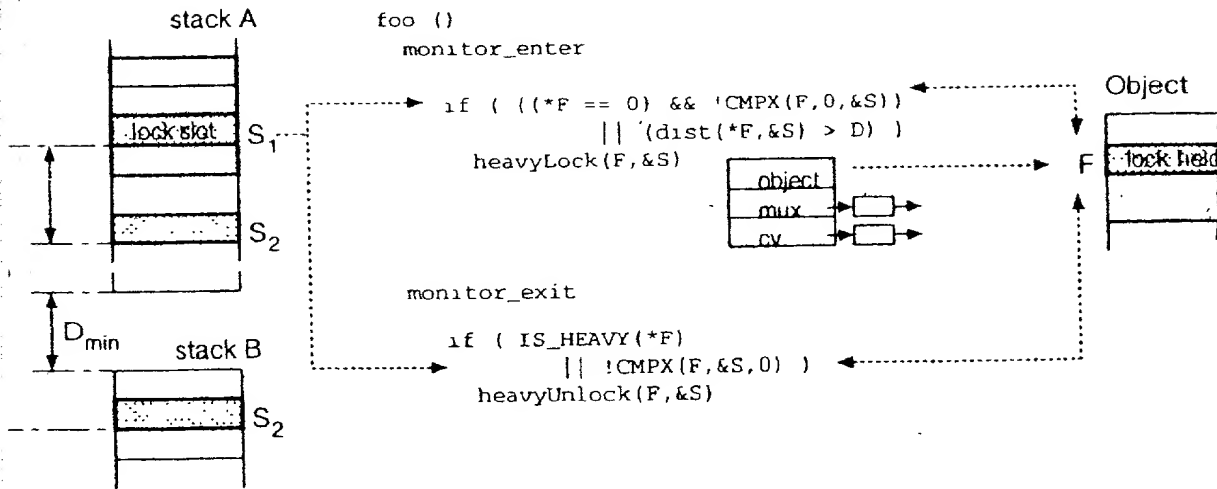 stack A
lock slot
S1
S2
Dmin
stack B
S2
foo ()
monitor_enter
if ( ((*F == 0) && !CMPX(F,0,&S))
|| (dist(*F,&S) > D) )
heavyLock(F,&S)
object
mux
cv
monitor_exit
if ( IS_HEAVY(*F)
|| !CMPX(F,&S,0) )
heavyUnlock(F,&S)
Object
F
lock field